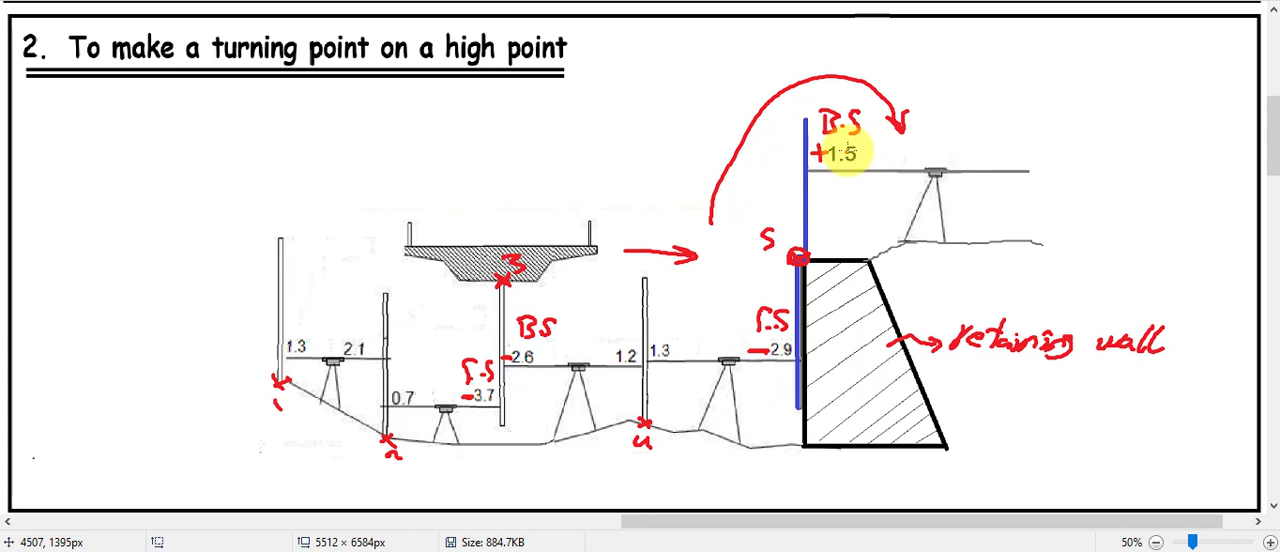 2. To make a turning point on a high point
B.S
+1.5
S
3
BS
F.S
F.S
1.3
2.1
-2.6
1.2
1.3
-2.9
0.7
-3.7
retaining wall
1
2
4
4507, 1395px
5512 × 6584px
Size: 884.7KB
50%